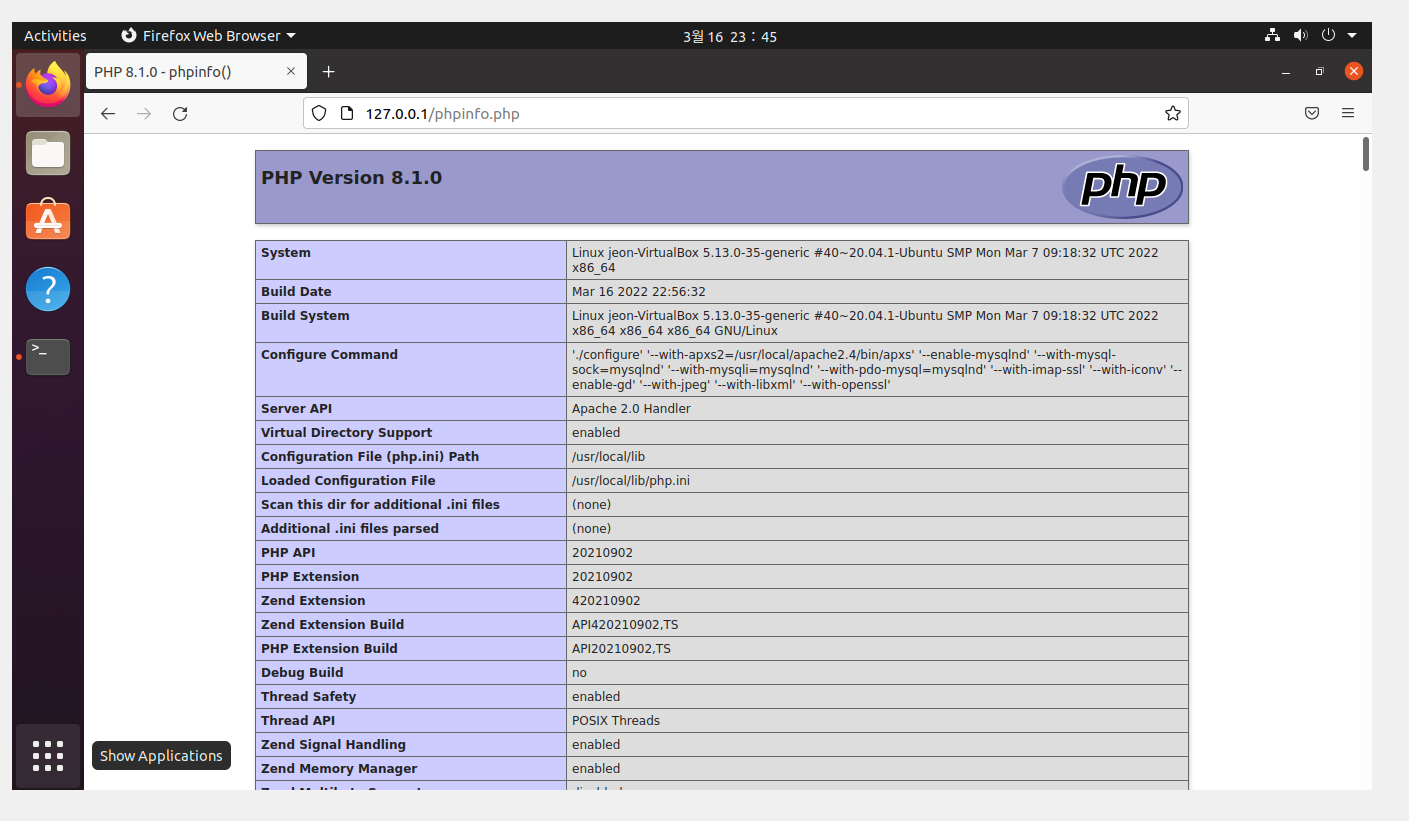 Activities
Firefox Web Browser
3월 16 23 : 45
PHP 8.1.0 - phpinfo()
127.0.0.1/phpinfo.php
PHP Version 8.1.0
php
System
Linux jeon-VirtualBox 5.13.0-35-generic #40~20.04.1-Ubuntu SMP Mon Mar 7 09:18:32 UTC 2022
x86_64
Build Date
Mar 16 2022 22:56:32
Build System
Linux jeon-VirtualBox 5.13.0-35-generic #40~20.04.1-Ubuntu SMP Mon Mar 7 09:18:32 UTC 2022
x86_64 x86_64 x86_64 GNU/Linux
Configure Command
'./configure' '--with-apxs2=/usr/local/apache2.4/bin/apxs' '--enable-mysqlnd' '--with-mysql-
sock=mysqlnd' '--with-mysqli=mysqlnd' '--with-pdo-mysql=mysqlnd' '--with-imap-ssl' '--with-iconv' '--
enable-gd' '--with-jpeg' '--with-libxml' '--with-openssl'
Server API
Apache 2.0 Handler
Virtual Directory Support
enabled
Configuration File (php.ini) Path
/usr/local/lib
Loaded Configuration File
/usr/local/lib/php.ini
Scan this dir for additional .ini files
(none)
Additional .ini files parsed
(none)
PHP API
20210902
PHP Extension
20210902
Zend Extension
420210902
Zend Extension Build
API420210902,TS
PHP Extension Build
API20210902,TS
Debug Build
no
Thread Safety
enabled
Thread API
POSIX Threads
Zend Signal Handling
enabled
Zend Memory Manager
enabled
Show Applications